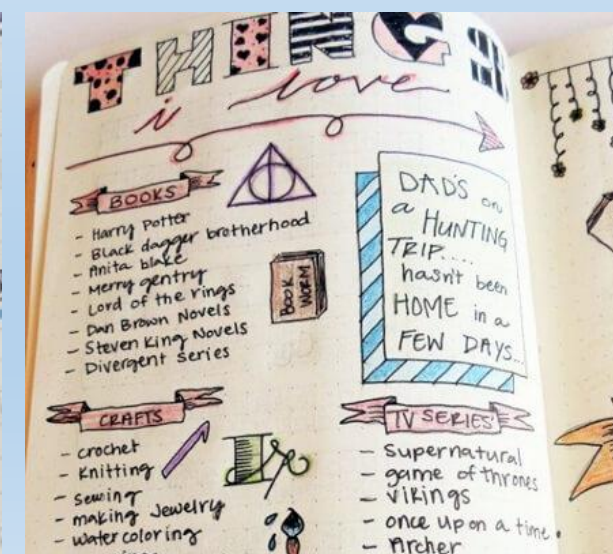 THINGS
i love
BOOKS
- Harry Potter
- Black dagger brotherhood
- Anita blake
- Merry gentry
- Lord of the rings
- Dan Brown Novels
- Steven King Novels
- Divergent series
BOOK
WORM
DAD'S on
a HUNTING
TRIP....
hasn't been
HOME in a
FEW DAYS...
CRAFTS
- crochet
- Knitting
- sewing
- making Jewelry
- watercoloring
TV SERIES
- Supernatural
- game of thrones
- vikings
- once upon a time
- Archer